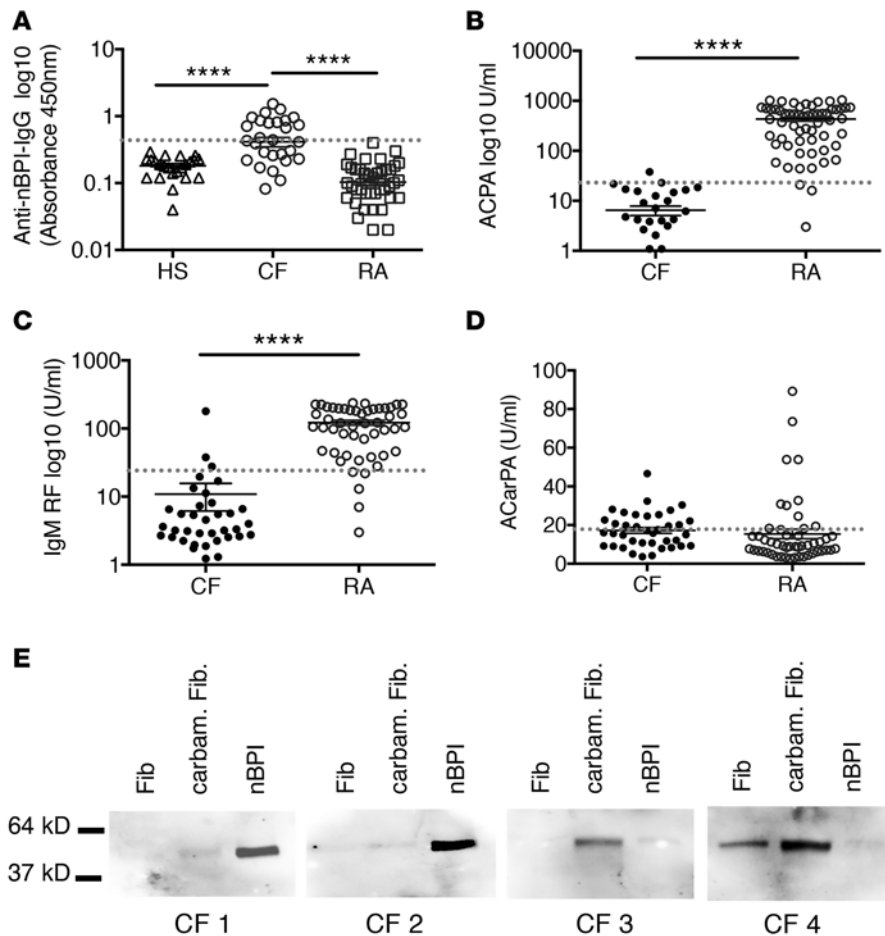 A
Anti-nBPI-IgG log10
(Absorbance 450nm)
10
1
0.1
0.01
****
****
HS CF RA
B
ACPA log10 U/ml
10000
1000
100
10
1
****
CF RA
C
IgM RF log10 (U/ml)
1000
100
10
1
****
CF RA
D
ACarPA (U/ml)
100
80
60
40
20
0
CF RA
E
Fib carbam. Fib. nBPI
Fib carbam. Fib. nBPI
Fib carbam. Fib. nBPI
Fib carbam. Fib. nBPI
64 kD
37 kD
CF 1 CF 2 CF 3 CF 4